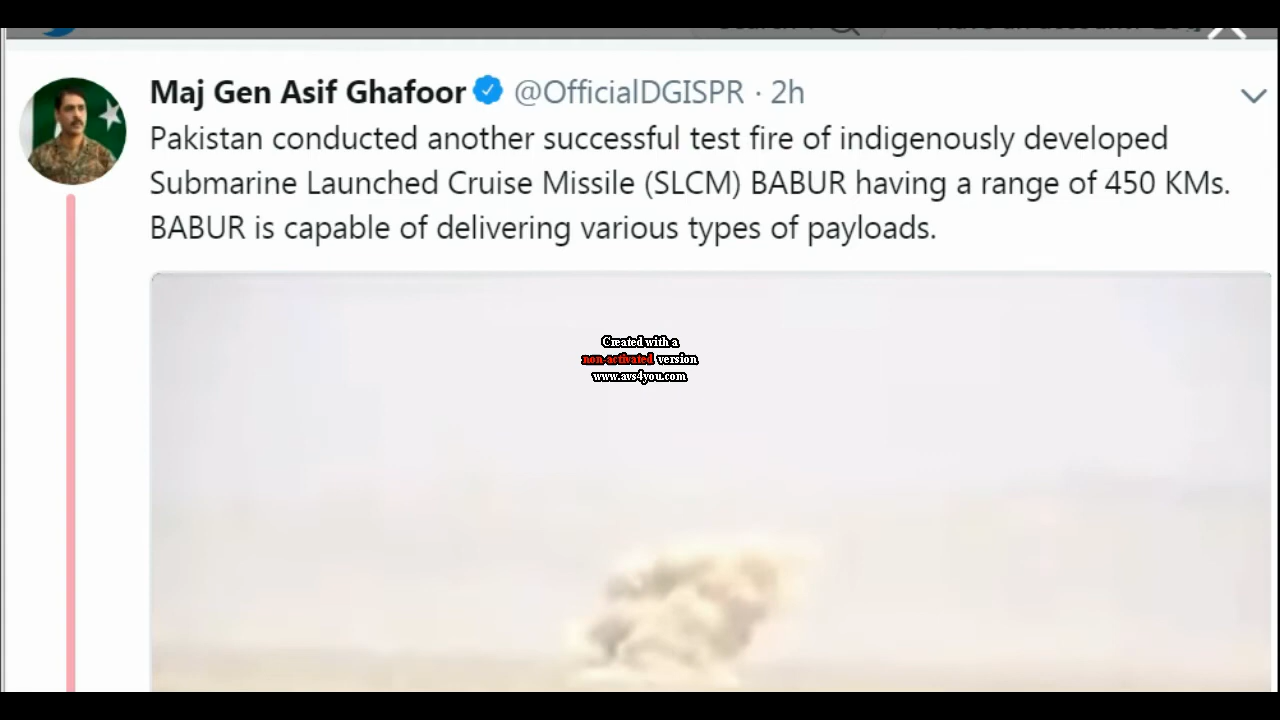 Maj Gen Asif Ghafoor @OfficialDGISPR · 2h
Pakistan conducted another successful test fire of indigenously developed
Submarine Launched Cruise Missile (SLCM) BABUR having a range of 450 KMs.
BABUR is capable of delivering various types of payloads.
Created with a
non-activated version
www.avs4you.com